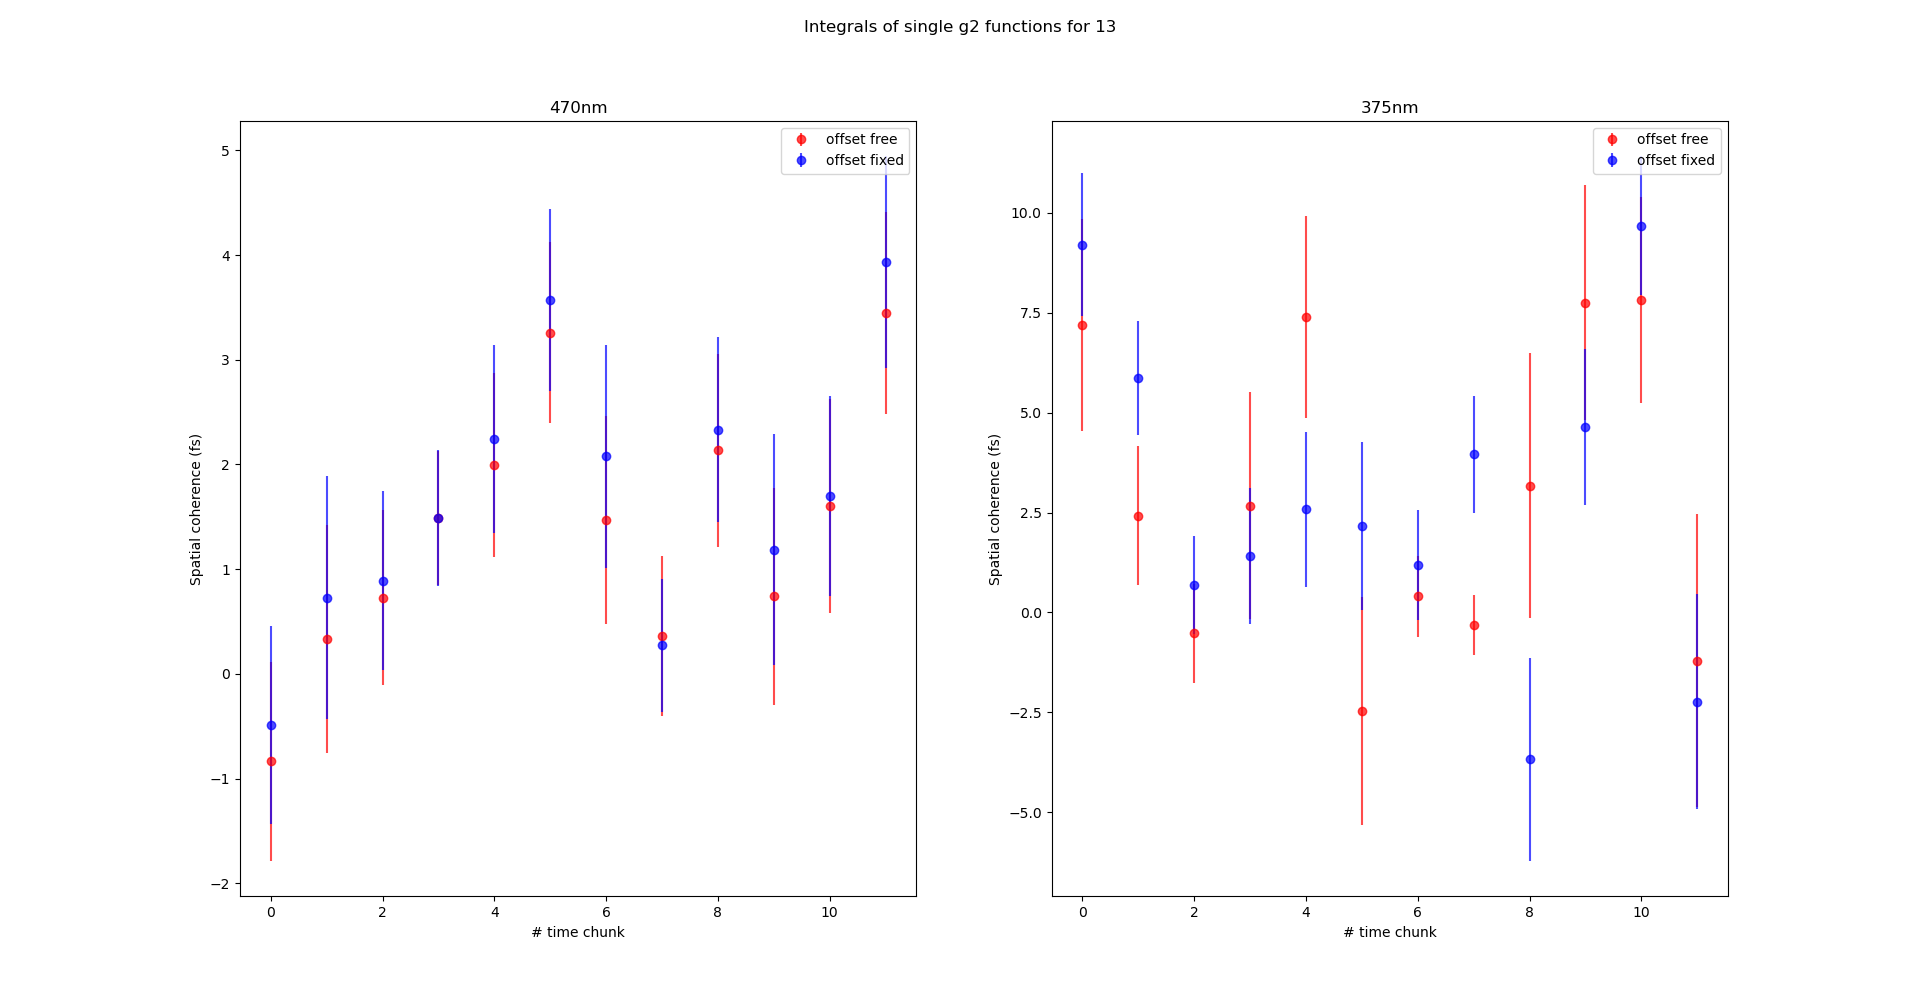 Integrals of single g2 functions for 13
470nm
offset free
offset fixed
5
4
3
2
1
0
−1
−2
Spatial coherence (fs)
0
2
4
6
8
10
# time chunk
375nm
offset free
offset fixed
10.0
7.5
5.0
2.5
0.0
−2.5
−5.0
Spatial coherence (fs)
0
2
4
6
8
10
# time chunk